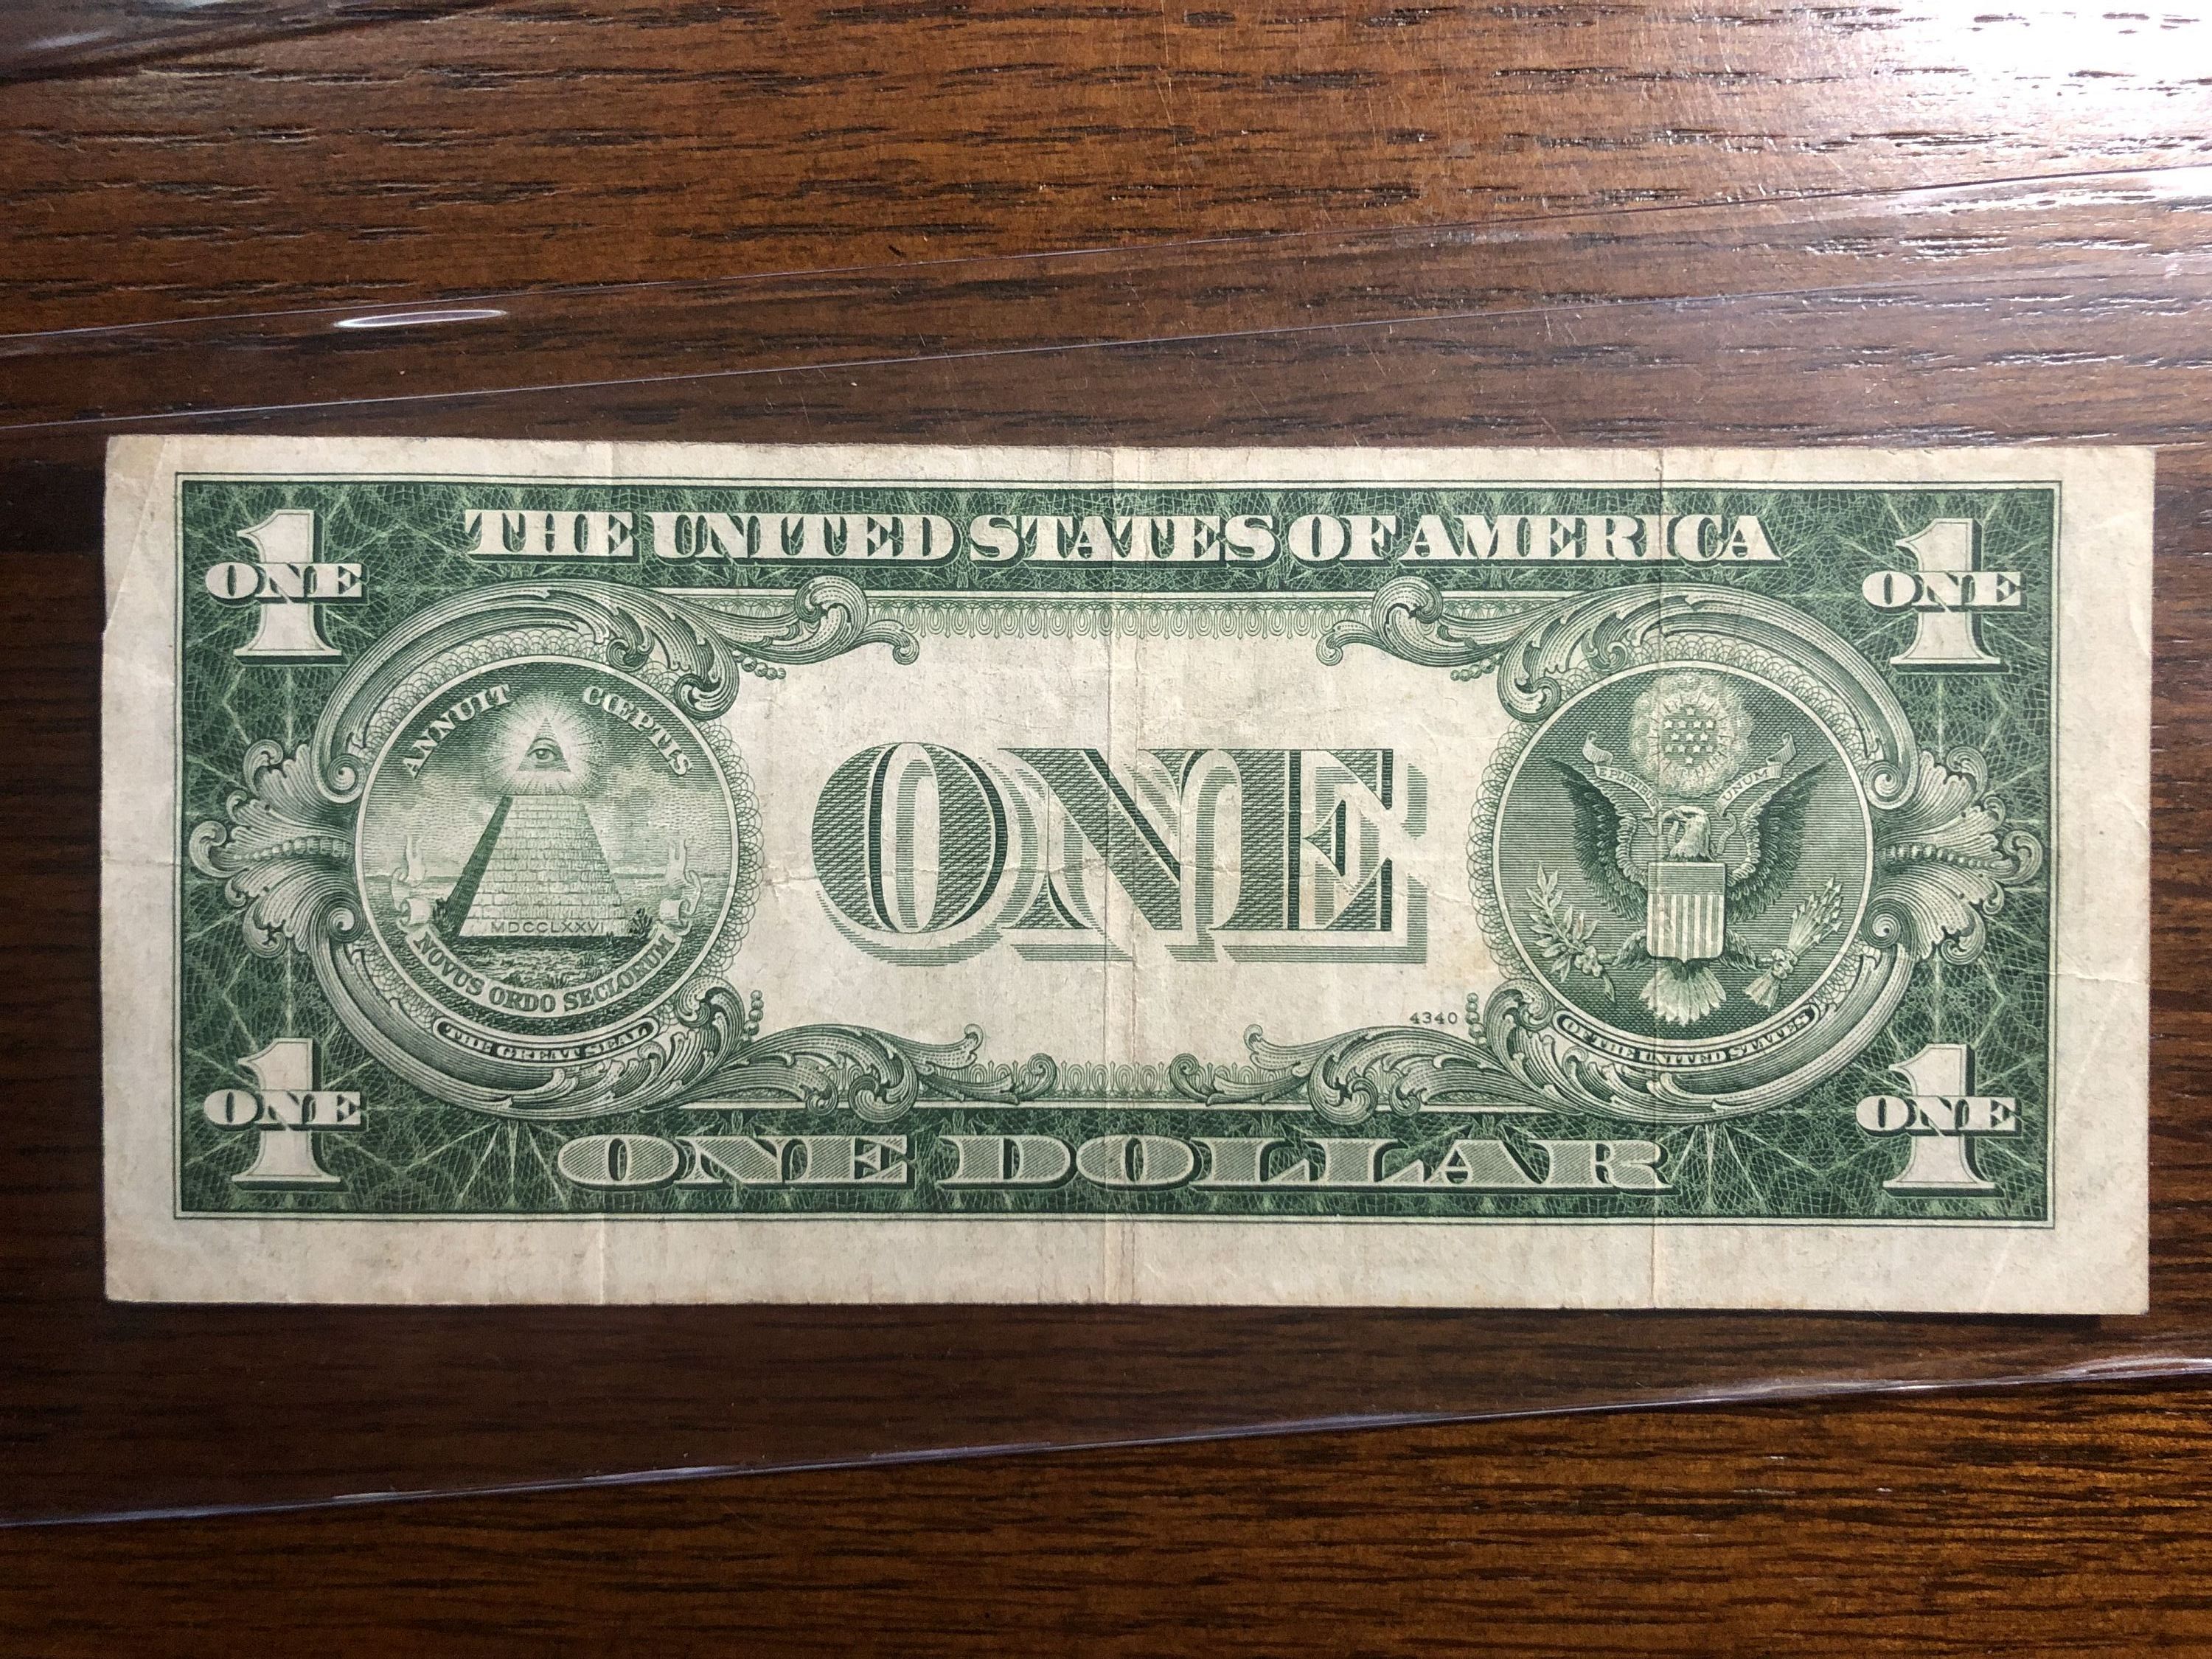 THE UNITED STATES OF AMERICA
1 ONE
1 ONE
ANNUIT CŒPTIS
MDCCLXXVI
NOVUS ORDO SECLORUM
THE GREAT SEAL
ONE
E PLURIBUS UNUM
4340
OF THE UNITED STATES
1 ONE
1 ONE
ONE DOLLAR